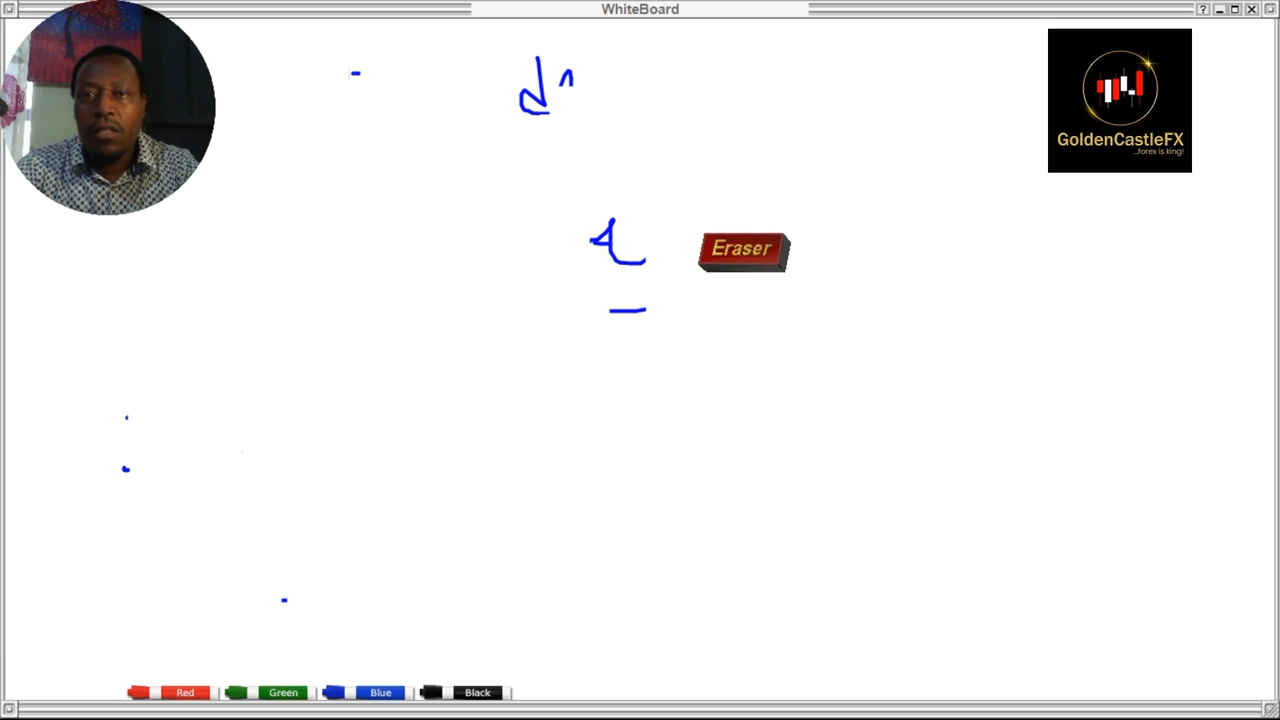 WhiteBoard
GoldenCastleFX
...forex is king!
Eraser
Red Green Blue Black